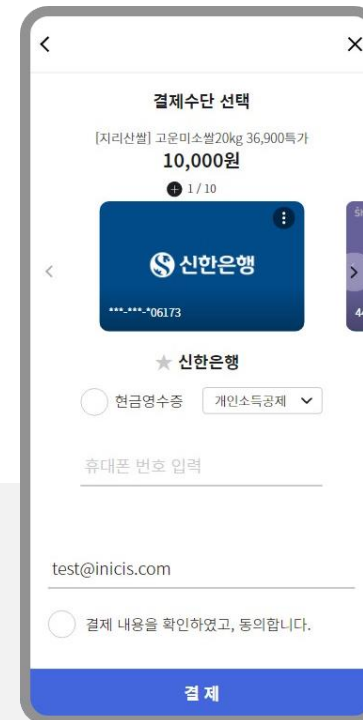 결제수단 선택
[지리산쌀] 고운미소쌀20kg 36,900특가
10,000원
1 / 10
신한은행
***-***-*06173
44
신한은행
현금영수증 개인소득공제
휴대폰 번호 입력
test@inicis.com
결제 내용을 확인하였고, 동의합니다.
결 제